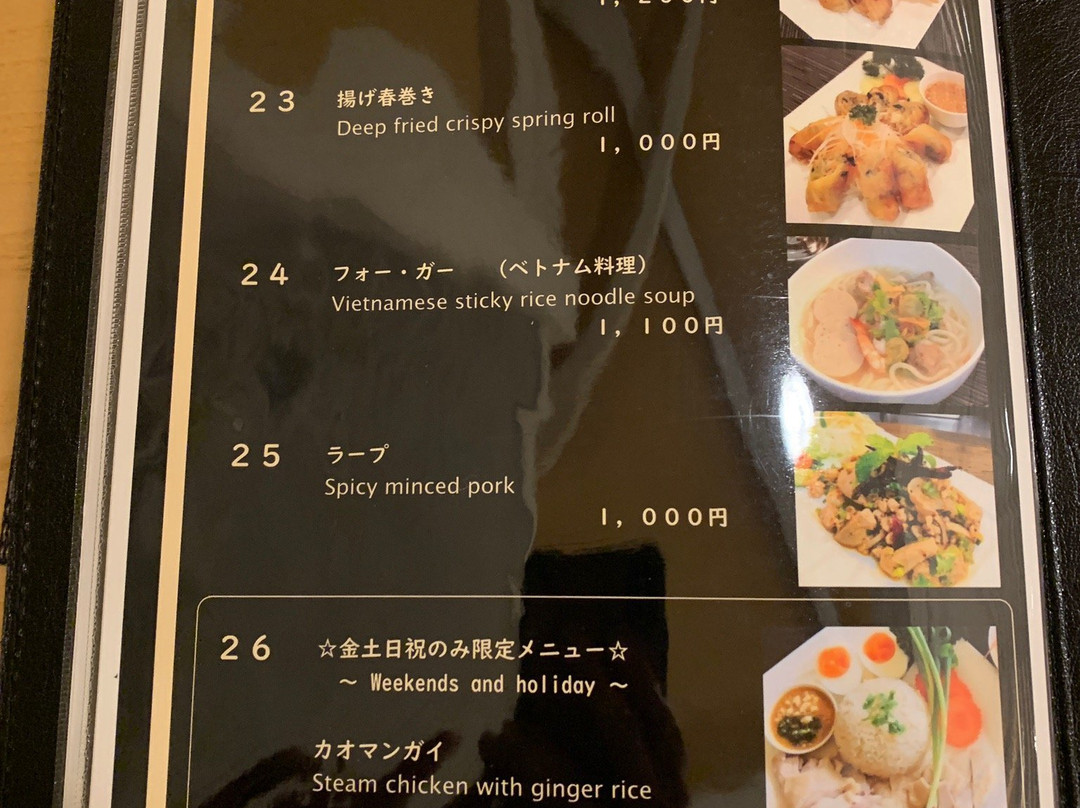 23 揚げ春巻き
Deep fried crispy spring roll
1,000円
24 フォー・ガー (ベトナム料理)
Vietnamese sticky rice noodle soup
1,100円
25 ラープ
Spicy minced pork
1,000円
26 ☆金土日祝のみ限定メニュー☆
~ Weekends and holiday ~
カオマンガイ
Steam chicken with ginger rice